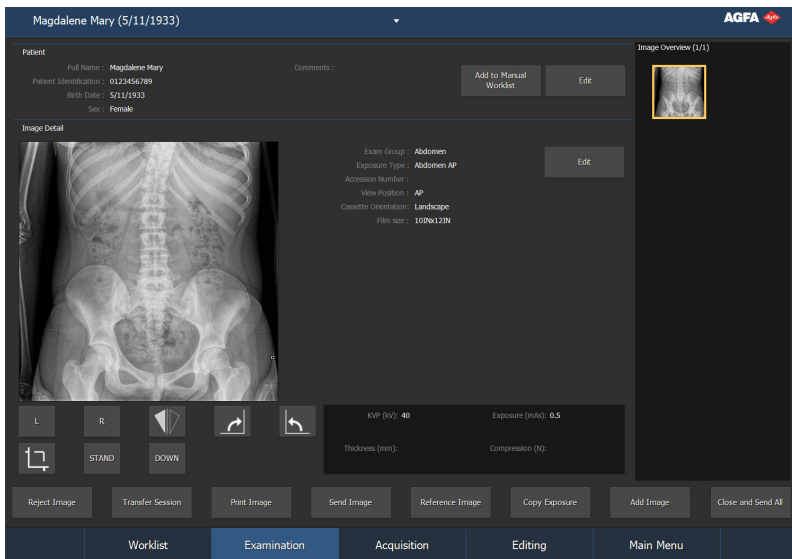 Magdalene Mary (5/11/1933)
AGFA
Patient
Full Name : Magdalene Mary
Comments :
Patient Identification : 0123456789
Birth Date : 5/11/1933
Sex : Female
Add to Manual
Worklist
Edit
Image Overview (1/1)
Image Detail
Exam Group : Abdomen
Exposure Type : Abdomen AP
Accession Number :
View Position : AP
Cassette Orientation: Landscape
Film size : 10INx12IN
Edit
L
R
STAND
DOWN
KVP (kV): 40
Exposure (mAs): 0.5
Thickness (mm):
Compression (N):
Reject Image
Transfer Session
Print Image
Send Image
Reference Image
Copy Exposure
Add Image
Close and Send All
Worklist
Examination
Acquisition
Editing
Main Menu